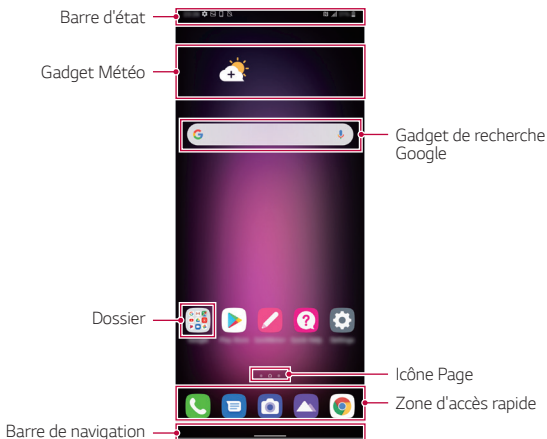 Barre d'état
Gadget Météo
Gadget de recherche
Google
Dossier
Icône Page
Zone d'accès rapide
Barre de navigation